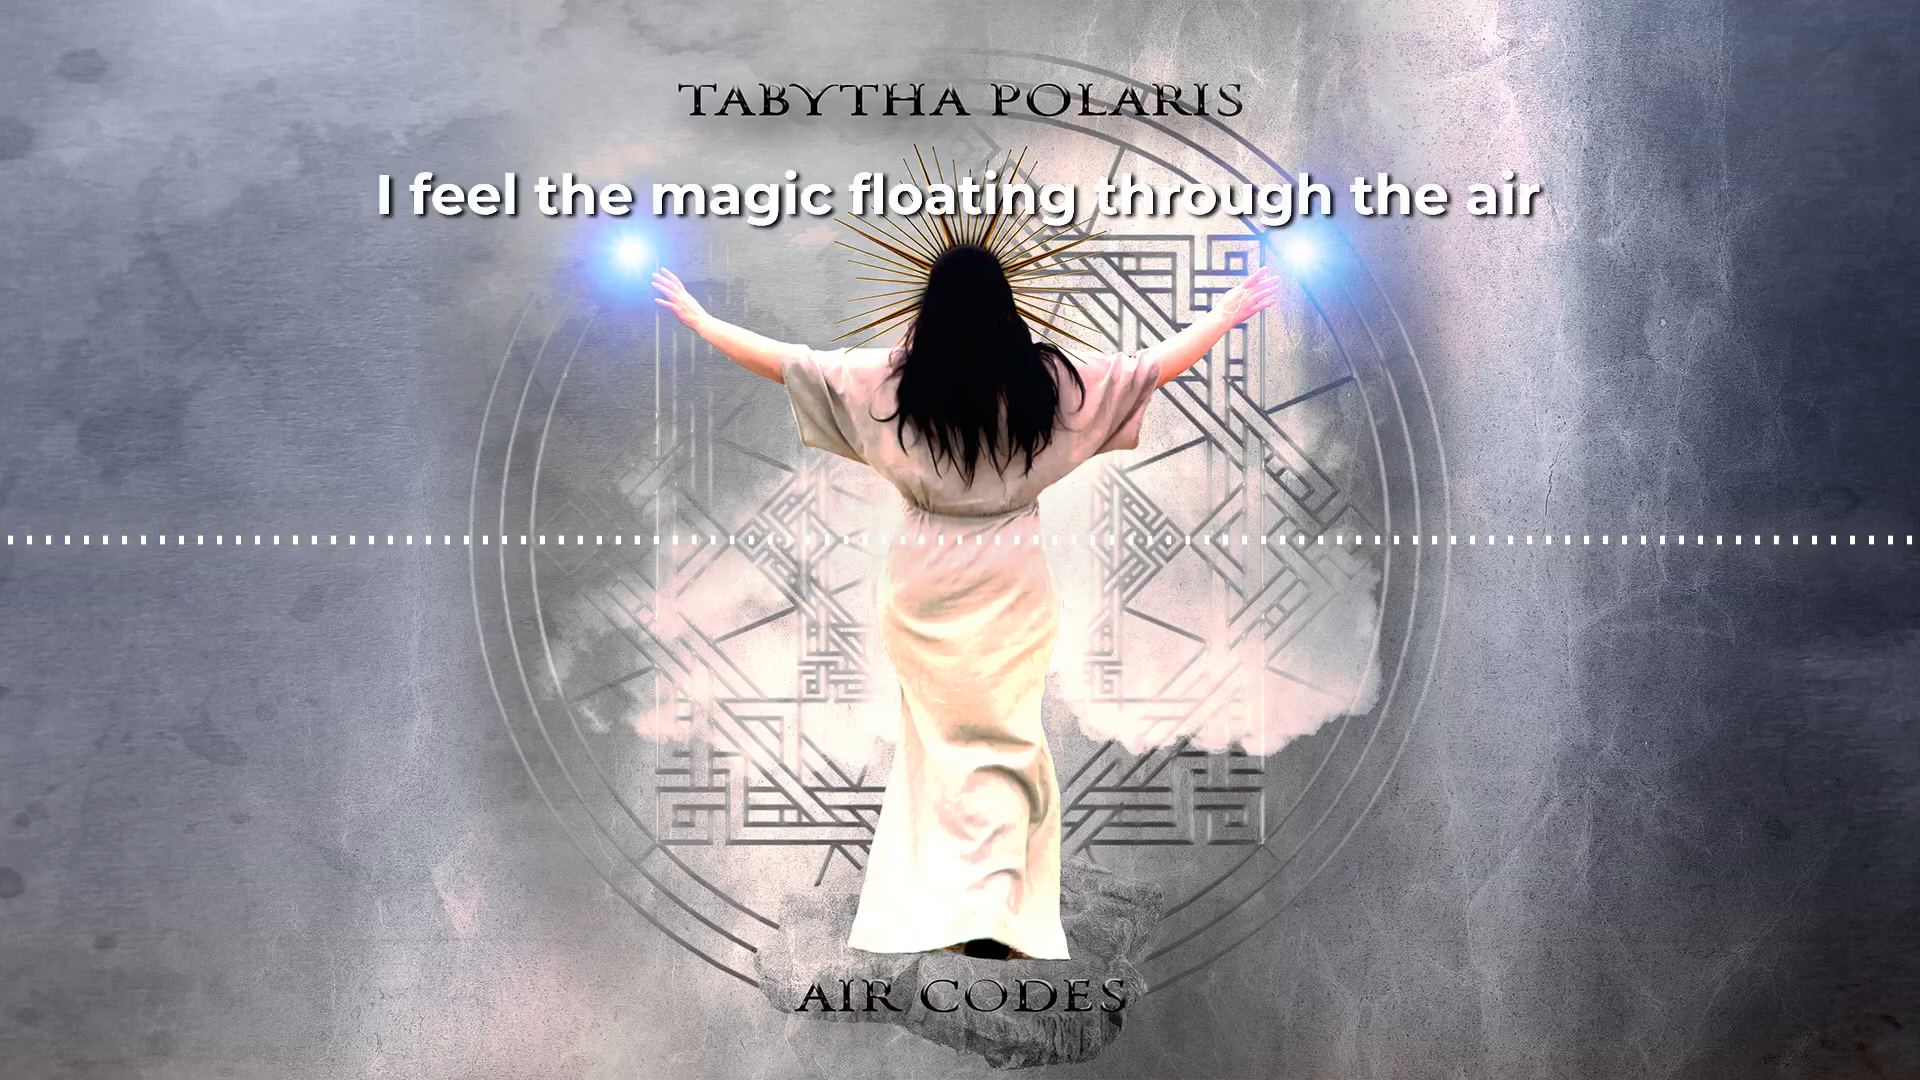 TABYTHA POLARIS
I feel the magic floating through the air
AIR CODES